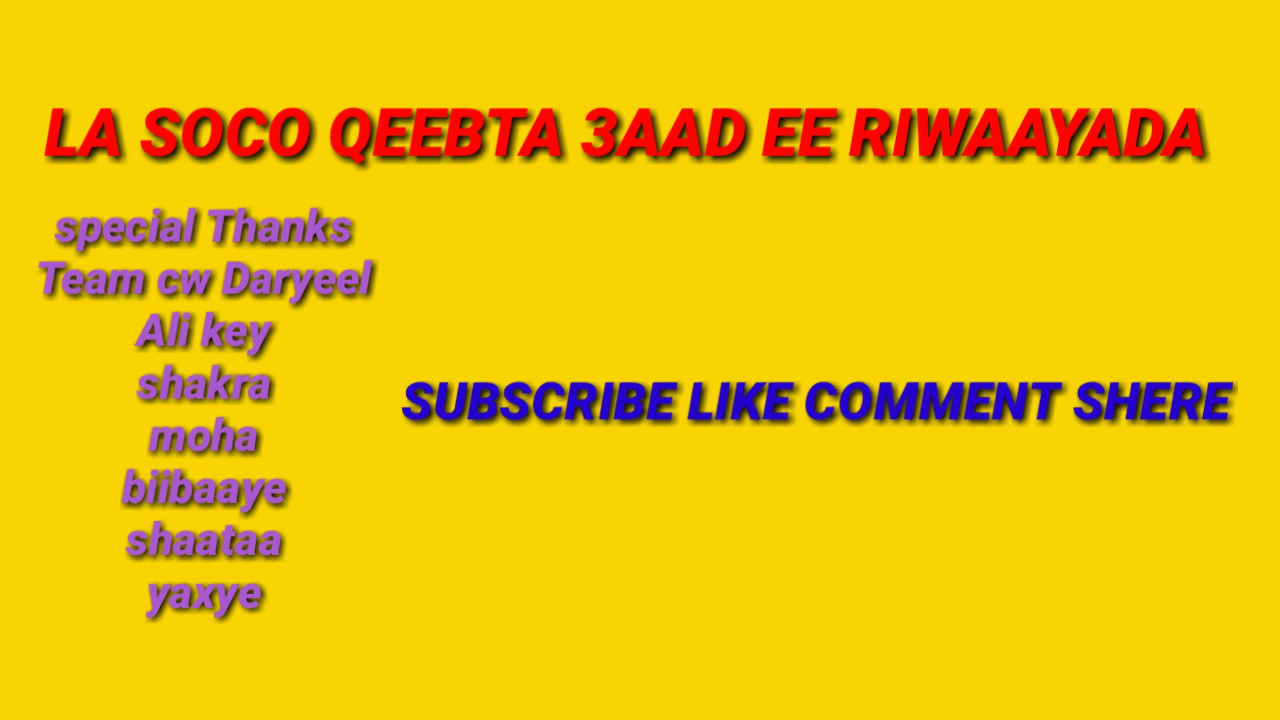 LA SOCO QEEBTA 3AAD EE RIWAAYADA
special Thanks
Team cw Daryeel
Ali key
shakra
moha
biibaaye
shaataa
yaxye
SUBSCRIBE LIKE COMMENT SHERE